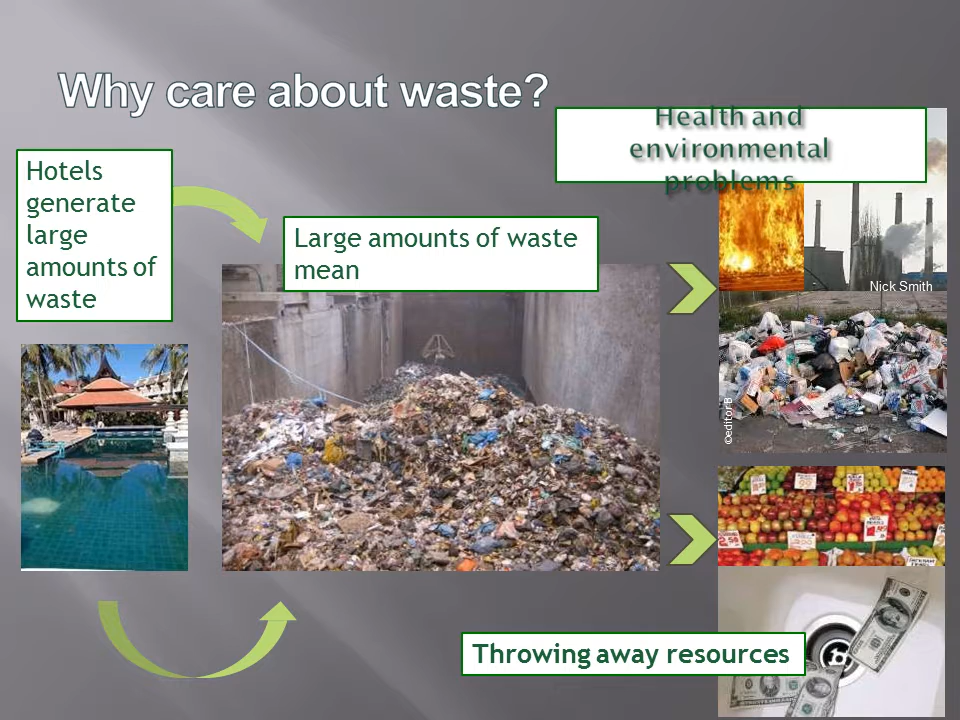 Why care about waste?
Health and
environmental
problems
Hotels
generate
large
amounts of
waste
Large amounts of waste
mean
Nick Smith
©editorB
Throwing away resources